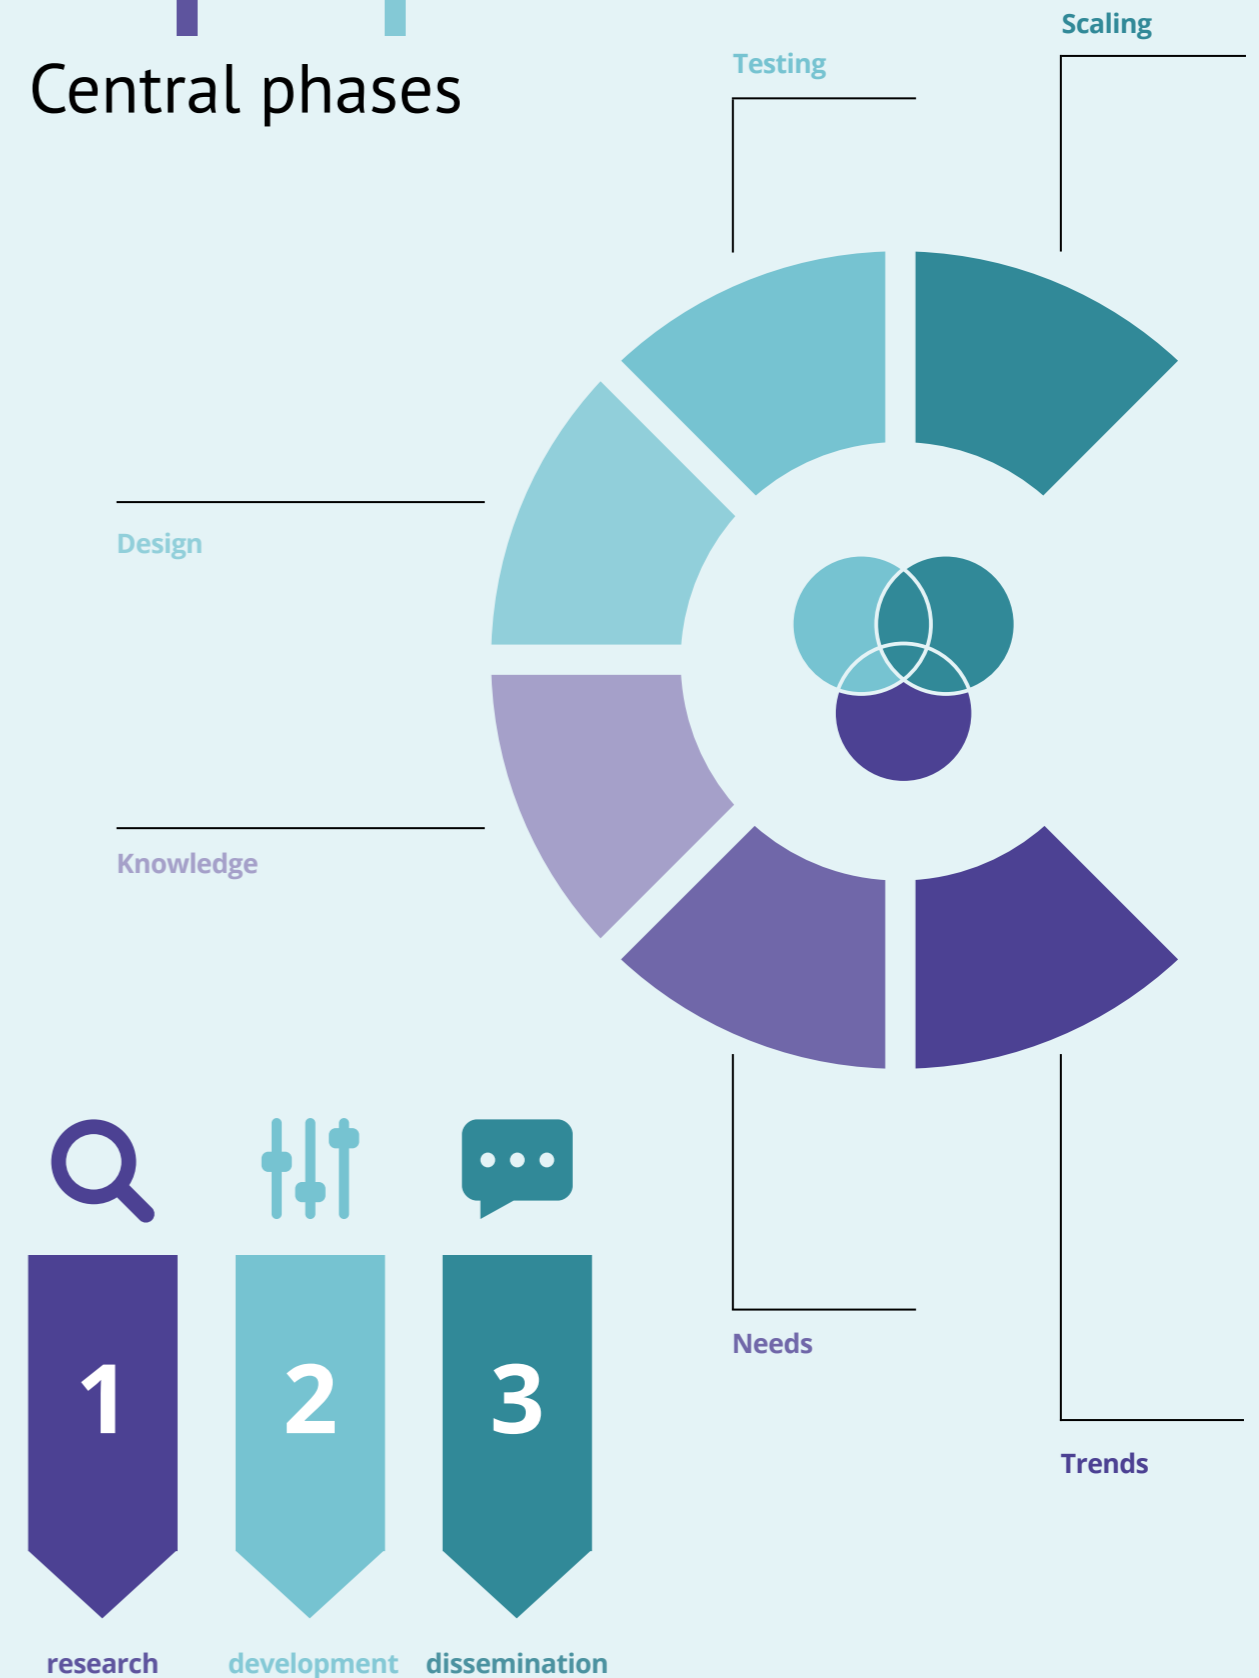 Scaling
Testing
Central phases
Design
Knowledge
Needs
Trends
1
2
3
research
development
dissemination